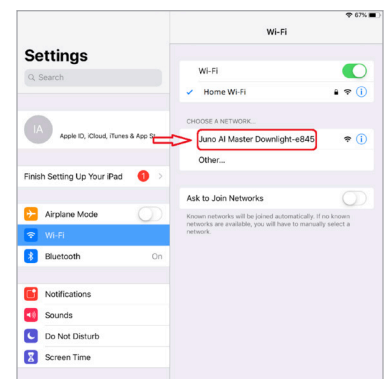 67%
Settings
Search
IA
Apple ID, iCloud, iTunes & App St
Finish Setting Up Your iPad 1
Airplane Mode
Wi-Fi
Bluetooth On
Notifications
Sounds
Do Not Disturb
Screen Time
Wi-Fi
Wi-Fi
Home Wi-Fi
CHOOSE A NETWORK...
Juno AI Master Downlight-e845
Other...
Ask to Join Networks
Known networks will be joined automatically. If no known
networks are available, you will have to manually select a
network.